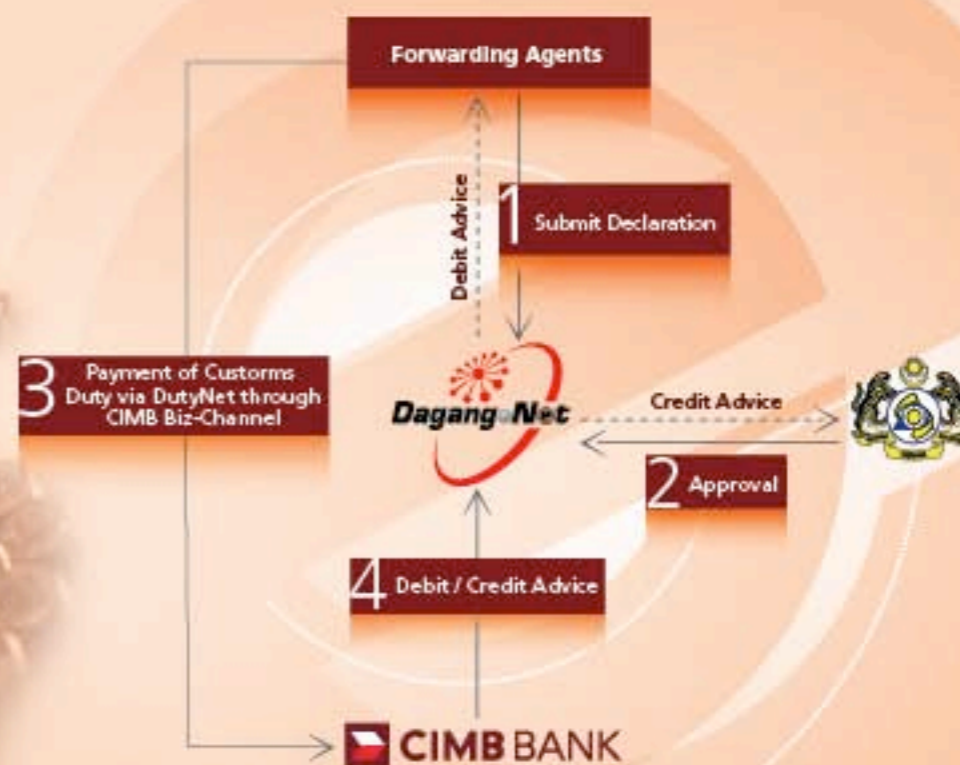 Forwarding Agents
Debit Advice
1 Submit Declaration
3 Payment of Custorms
Duty via DutyNet through
CIMB Biz-Channel
Dagang Net
Credit Advice
2 Approval
4 Debit / Credit Advice
CIMB BANK